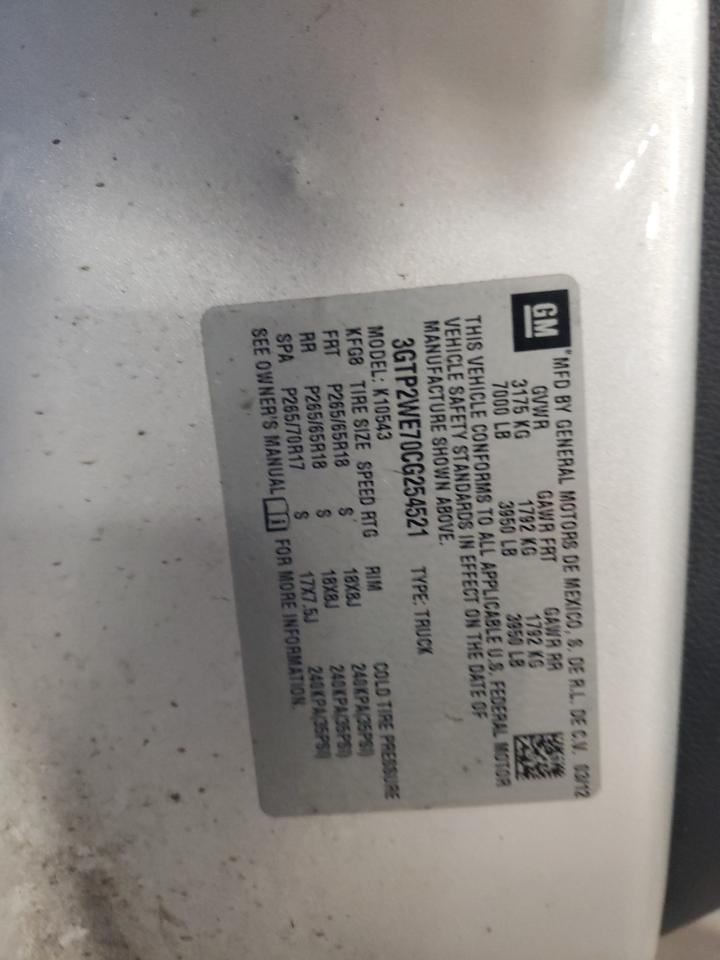 GM
"MFD BY GENERAL MOTORS DE MEXICO, S. DE R.L. DE C.V. 03/12
GVWR GAWR FRT GAWR RR
3175 KG 1792 KG 1792 KG
7000 LB 3950 LB 3950 LB
THIS VEHICLE CONFORMS TO ALL APPLICABLE U.S. FEDERAL MOTOR
VEHICLE SAFETY STANDARDS IN EFFECT ON THE DATE OF
MANUFACTURE SHOWN ABOVE.
3GTP2WE70CG254521 TYPE: TRUCK
MODEL: K10543
KFG8 TIRE SIZE SPEED RTG RIM COLD TIRE PRESSURE
FRT P265/65R18 S 18X8J 240KPA(35PSI)
RR P265/65R18 S 18X8J 240KPA(35PSI)
SPA P265/70R17 S 17X7.5J 240KPA(35PSI)
SEE OWNER'S MANUAL FOR MORE INFORMATION.